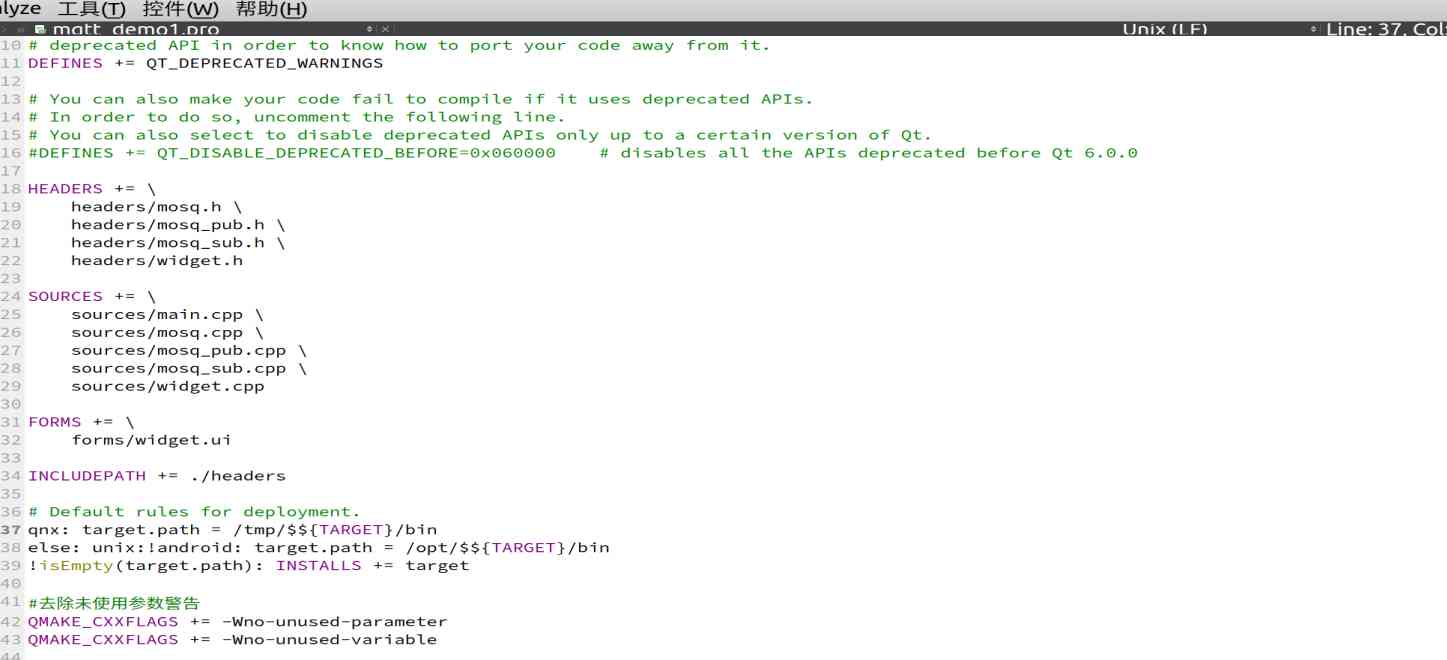 lyze 工具(T) 控件(W) 帮助(H)
matt_demo1.pro Unix (LF) Line: 37, Col:
10 # deprecated API in order to know how to port your code away from it.
11 DEFINES += QT_DEPRECATED_WARNINGS
12
13 # You can also make your code fail to compile if it uses deprecated APIs.
14 # In order to do so, uncomment the following line.
15 # You can also select to disable deprecated APIs only up to a certain version of Qt.
16 #DEFINES += QT_DISABLE_DEPRECATED_BEFORE=0x060000    # disables all the APIs deprecated before Qt 6.0.0
17
18 HEADERS += \
19     headers/mosq.h \
20     headers/mosq_pub.h \
21     headers/mosq_sub.h \
22     headers/widget.h
23
24 SOURCES += \
25     sources/main.cpp \
26     sources/mosq.cpp \
27     sources/mosq_pub.cpp \
28     sources/mosq_sub.cpp \
29     sources/widget.cpp
30
31 FORMS += \
32     forms/widget.ui
33
34 INCLUDEPATH += ./headers
35
36 # Default rules for deployment.
37 qnx: target.path = /tmp/$${TARGET}/bin
38 else: unix:!android: target.path = /opt/$${TARGET}/bin
39 !isEmpty(target.path): INSTALLS += target
40
41 #去除未使用参数警告
42 QMAKE_CXXFLAGS += -Wno-unused-parameter
43 QMAKE_CXXFLAGS += -Wno-unused-variable
44